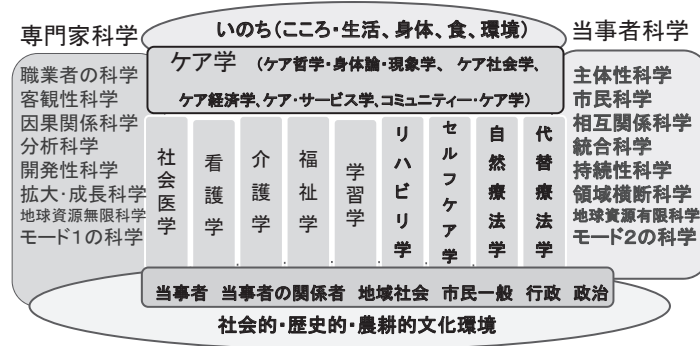 いのち（こころ・生活、身体、食、環境）
専門家科学
職業者の科学
客観性科学
因果関係科学
分析科学
開発性科学
拡大・成長科学
地球資源無限科学
モード1の科学
ケア学 （ケア哲学・身体論・現象学、 ケア社会学、
ケア経済学、ケア・サービス学、コミュニティー・ケア学）
社会医学
看護学
介護学
福祉学
学習学
リハビリ学
セルフケア学
自然療法学
代替療法学
当事者科学
主体性科学
市民科学
相互関係科学
統合科学
持続性科学
領域横断科学
地球資源有限科学
モード2の科学
当事者 当事者の関係者 地域社会 市民一般 行政 政治
社会的・歴史的・農耕的文化環境